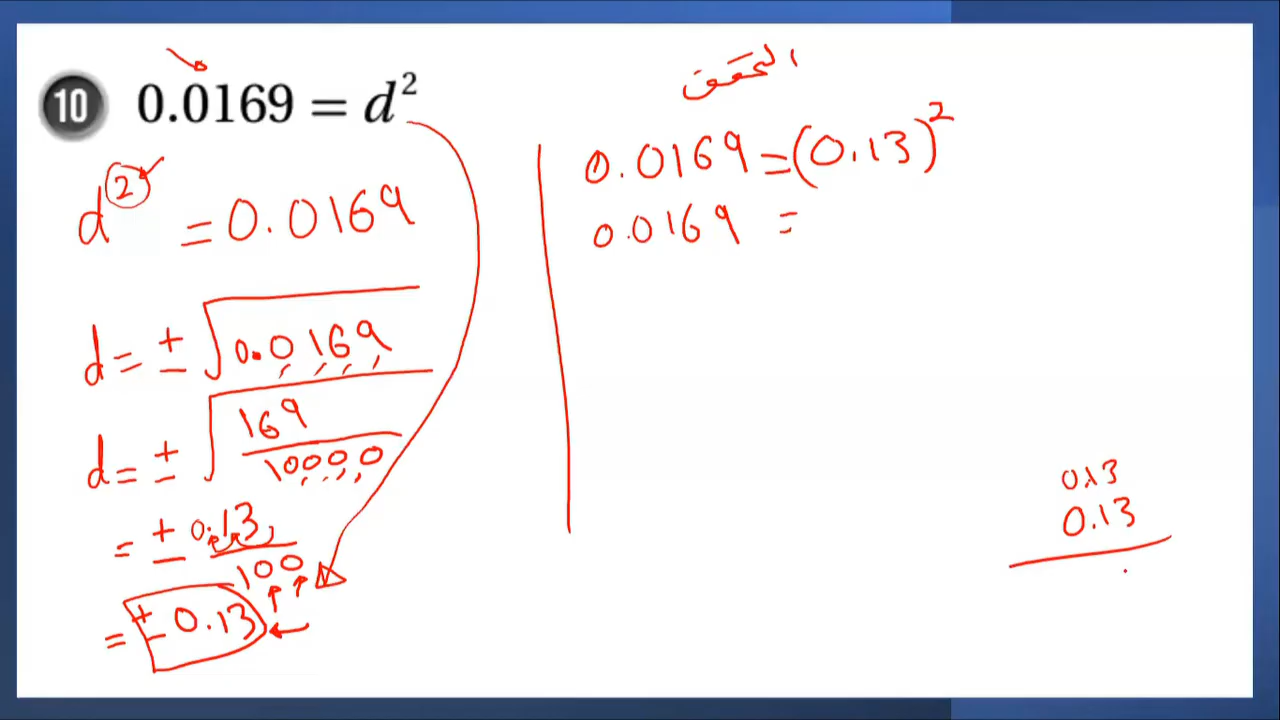 10 0.0169 = d²
d² = 0.0169
d = ± √0.0169
d = ± √169/10000
= ± 0.13/100
= ± 0.13
التحقق
0.0169 = (0.13)²
0.0169 =
0.13
0.13